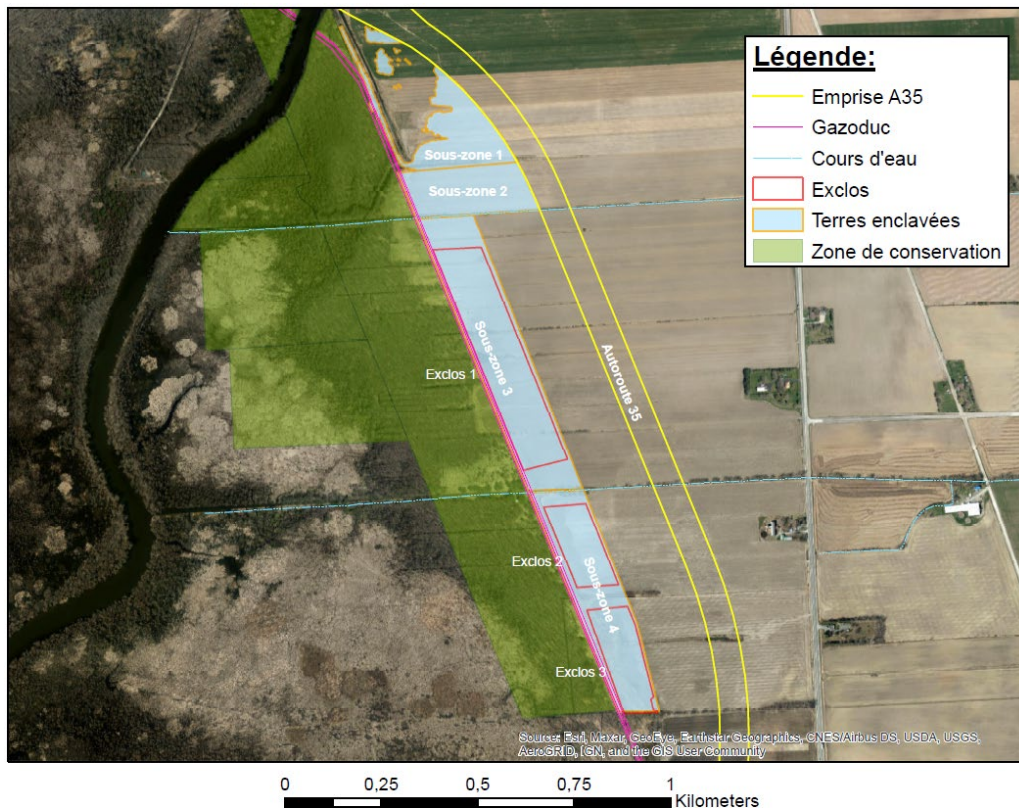 Légende:
Emprise A35
Gazoduc
Cours d'eau
Exclos
Terres enclavées
Zone de conservation
Sous-zone 1
Sous-zone 2
Sous-zone 3
Exclos 1
Autoroute 35
Exclos 2
Sous-zone 4
Exclos 3
Source: Esri, Maxar, GeoEye, Earthstar Geographics, CNES/Airbus DS, USDA, USGS,
AeroGRID, IGN, and the GIS User Community
0 0,25 0,5 0,75 1
Kilometers